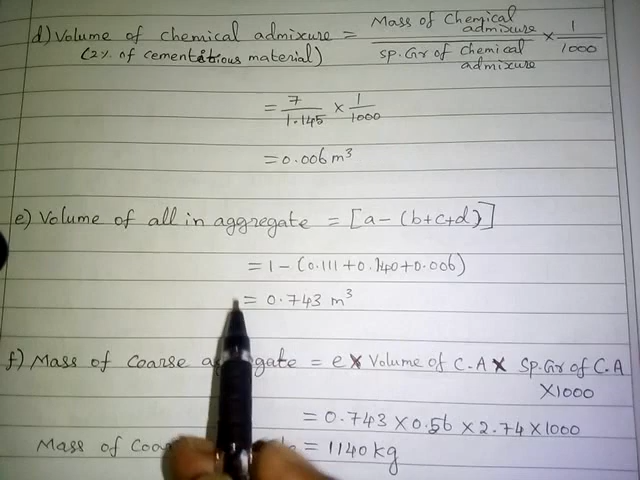 d) Volume of chemical admixure = Mass of Chemical admixure / sp.Gr of Chemical admixure × 1/1000
(2% of cementitious material)
= 7/1.145 × 1/1000
= 0.006 m³
e) Volume of all in aggregate = [a-(b+c+d)]
= 1-(0.111+0.140+0.006)
= 0.743 m³
f) Mass of Coarse aggregate = e × Volume of C.A × Sp.Gr of C.A
×1000
= 0.743 × 0.56 × 2.74 × 1000
Mass of = 1140 kg